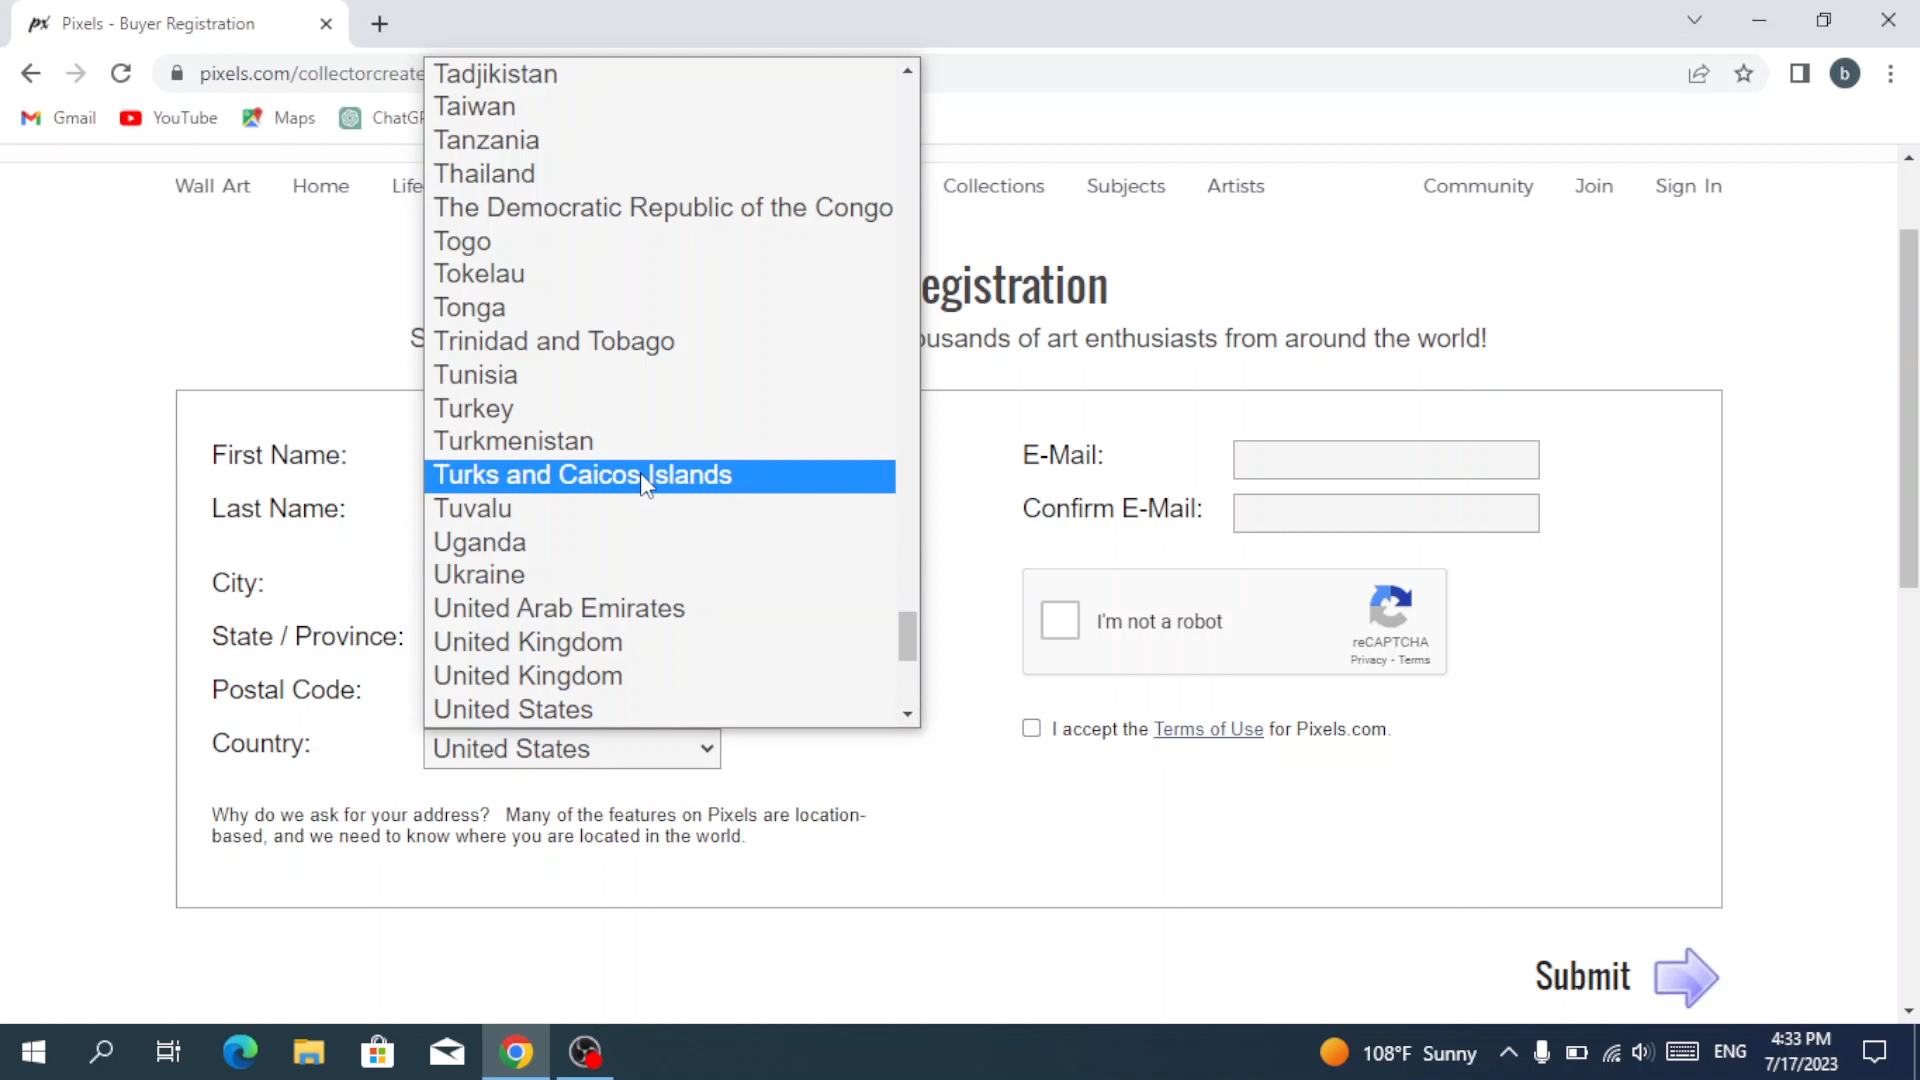 px Pixels - Buyer Registration
pixels.com/collectorcreate
b
Gmail YouTube Maps ChatGP
Tadjikistan
Taiwan
Tanzania
Thailand
The Democratic Republic of the Congo
Togo
Tokelau
Tonga
Trinidad and Tobago
Tunisia
Turkey
Turkmenistan
Turks and Caicos Islands
Tuvalu
Uganda
Ukraine
United Arab Emirates
United Kingdom
United Kingdom
United States
Wall Art Home Life Collections Subjects Artists Community Join Sign In
egistration
S ousands of art enthusiasts from around the world!
First Name:
Last Name:
City:
State / Province:
Postal Code:
Country: United States
Why do we ask for your address? Many of the features on Pixels are location-
based, and we need to know where you are located in the world.
E-Mail:
Confirm E-Mail:
I'm not a robot
reCAPTCHA
Privacy - Terms
I accept the Terms of Use for Pixels.com.
Submit
108°F Sunny
ENG
4:33 PM
7/17/2023